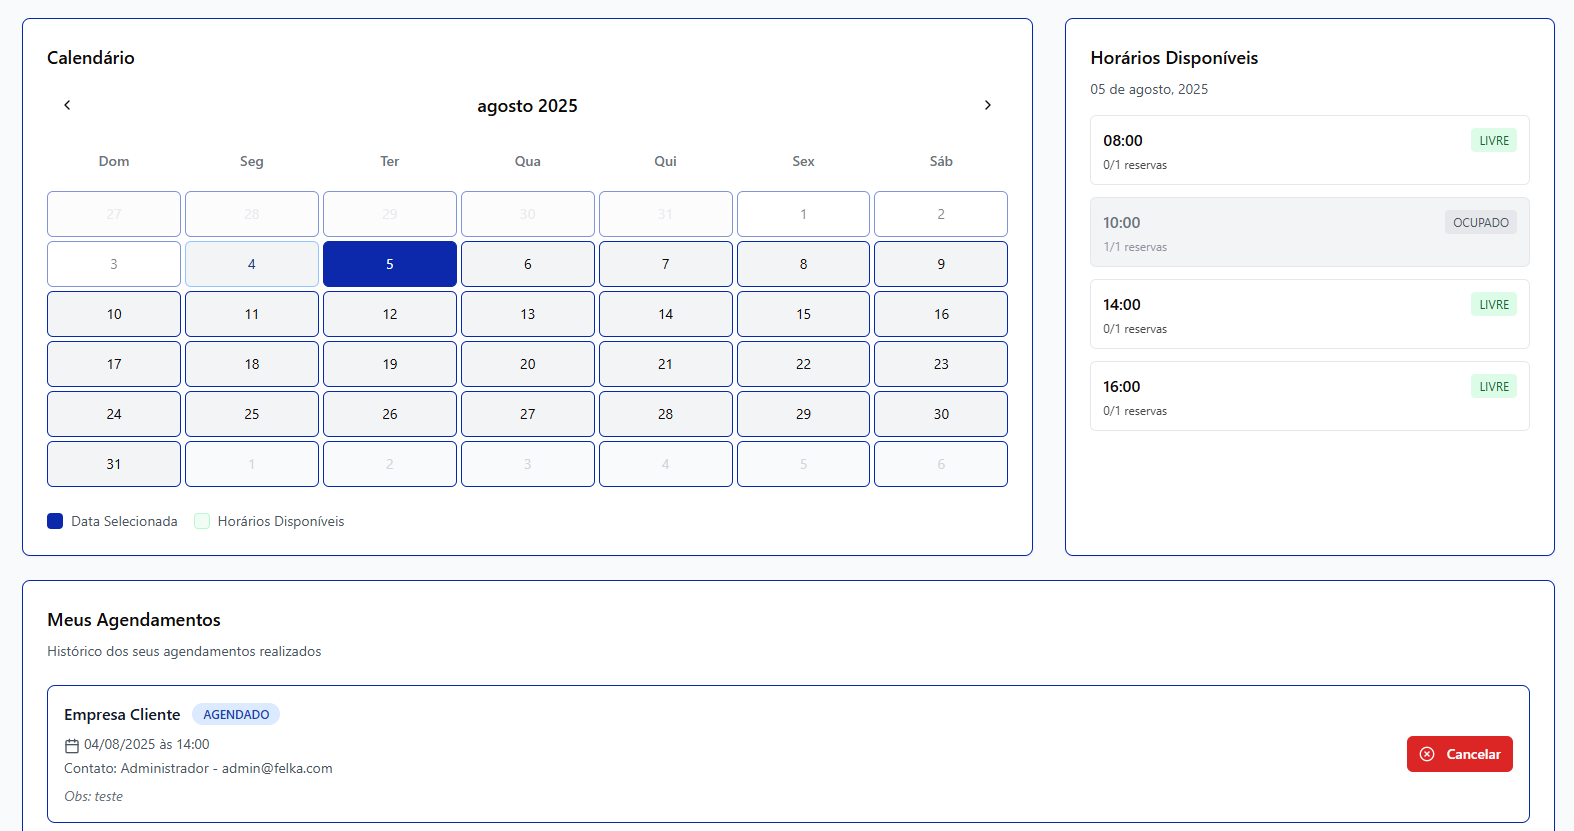 Calendário
agosto 2025
Dom Seg Ter Qua Qui Sex Sáb
27 28 29 30 31 1 2
3 4 5 6 7 8 9
10 11 12 13 14 15 16
17 18 19 20 21 22 23
24 25 26 27 28 29 30
31 1 2 3 4 5 6
Data Selecionada Horários Disponíveis
Horários Disponíveis
05 de agosto, 2025
08:00 LIVRE
0/1 reservas
10:00 OCUPADO
1/1 reservas
14:00 LIVRE
0/1 reservas
16:00 LIVRE
0/1 reservas
Meus Agendamentos
Histórico dos seus agendamentos realizados
Empresa Cliente AGENDADO
04/08/2025 às 14:00
Contato: Administrador - admin@felka.com
Obs: teste
Cancelar